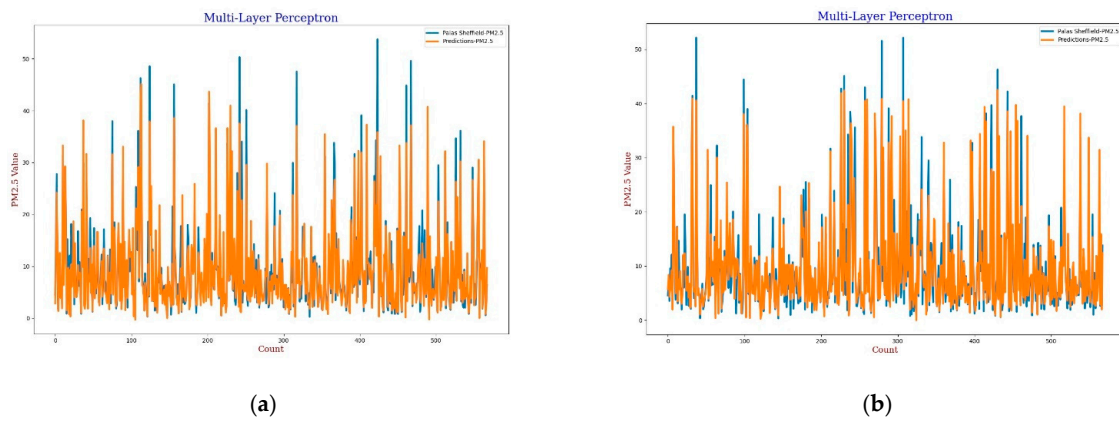 Multi-Layer Perceptron
Palas Sheffield-PM2.5
Predictions-PM2.5
50
40
30
20
10
0
PM2.5 Value
0 100 200 300 400 500
Count
(a)
Multi-Layer Perceptron
Palas Sheffield-PM2.5
Predictions-PM2.5
50
40
30
20
10
0
PM2.5 Value
0 100 200 300 400 500
Count
(b)